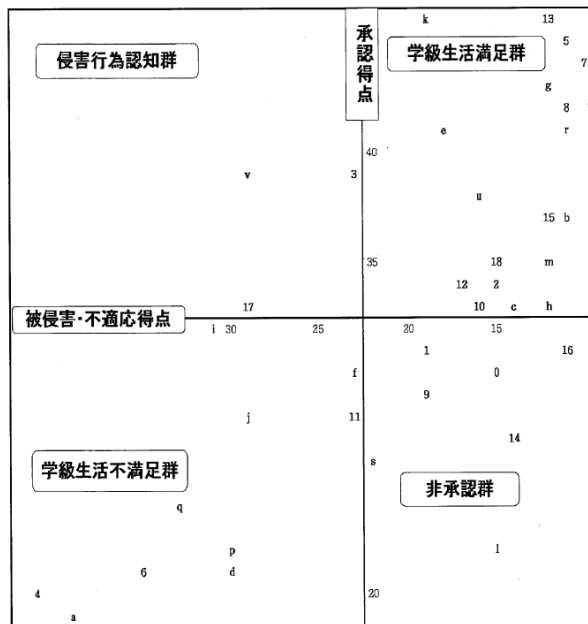 k
13
承認得点
5
侵害行為認知群
学級生活満足群
7
g
8
e
r
40
v
3
u
15
b
35
18
m
12
2
17
10
c
h
被侵害・不適応得点
i
30
25
20
15
1
16
f
0
9
j
11
14
s
学級生活不満足群
非承認群
q
p
l
6
d
4
20
a